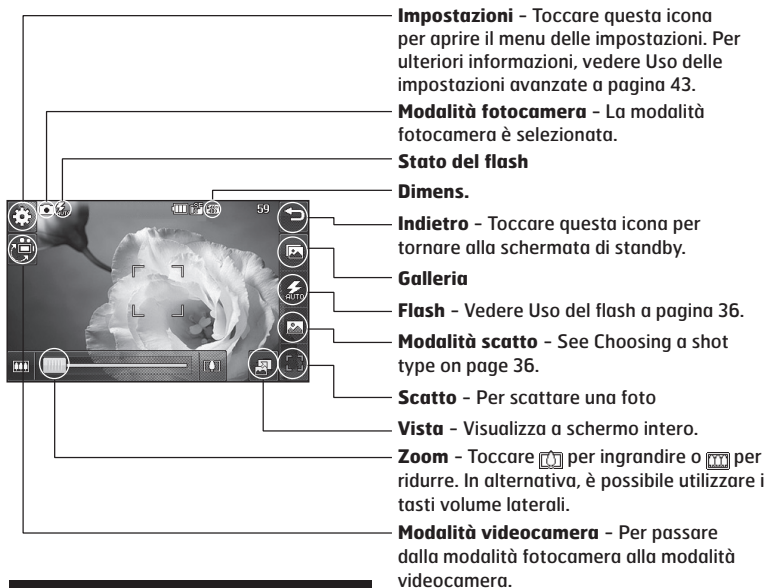 Impostazioni – Toccare questa icona
per aprire il menu delle impostazioni. Per
ulteriori informazioni, vedere Uso delle
impostazioni avanzate a pagina 43.
Modalità fotocamera – La modalità
fotocamera è selezionata.
Stato del flash
Dimens.
Indietro – Toccare questa icona per
tornare alla schermata di standby.
Galleria
Flash – Vedere Uso del flash a pagina 36.
Modalità scatto – See Choosing a shot
type on page 36.
Scatto – Per scattare una foto
Vista – Visualizza a schermo intero.
Zoom – Toccare per ingrandire o per
ridurre. In alternativa, è possibile utilizzare i
tasti volume laterali.
Modalità videocamera – Per passare
dalla modalità fotocamera alla modalità
videocamera.
59
AUTO